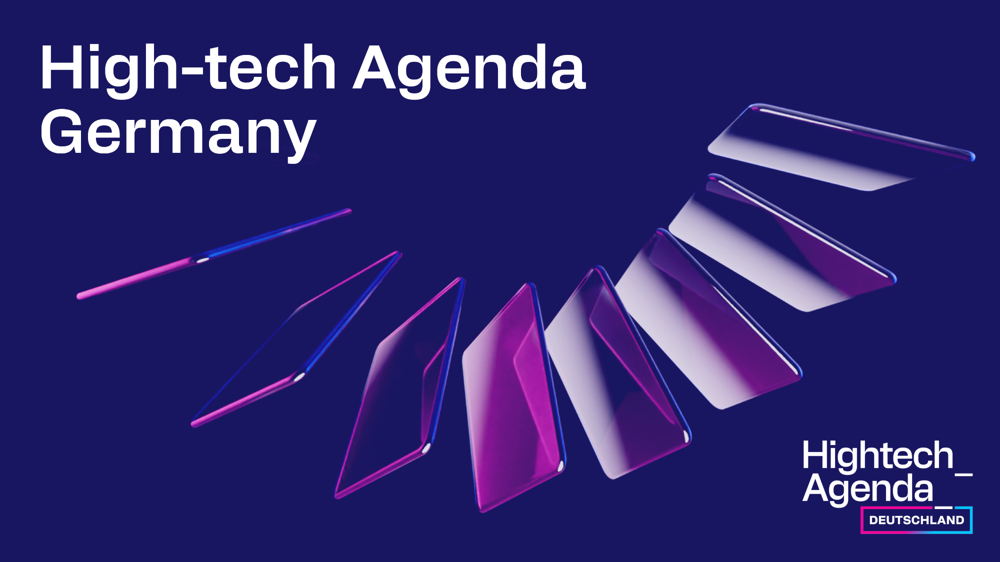 High-tech Agenda
Germany
Hightech_
Agenda_
DEUTSCHLAND